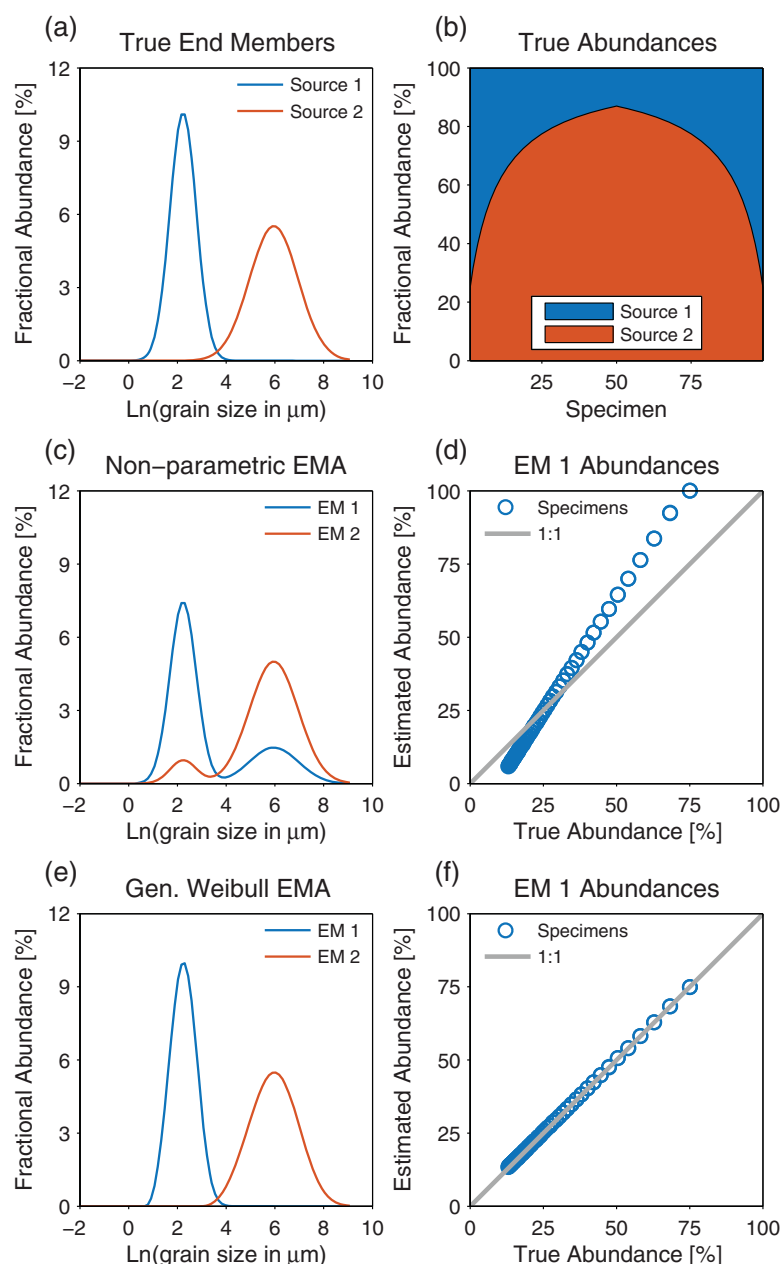 (a)
True End Members
Fractional Abundance [%]
12
9
6
3
0
−2 0 2 4 6 8 10
Ln(grain size in μm)
Source 1
Source 2
(b)
True Abundances
Fractional Abundance [%]
100
80
60
40
20
0
25 50 75
Specimen
Source 1
Source 2
(c)
Non−parametric EMA
Fractional Abundance [%]
12
9
6
3
0
−2 0 2 4 6 8 10
Ln(grain size in μm)
EM 1
EM 2
(d)
EM 1 Abundances
Estimated Abundance [%]
100
75
50
25
0
0 25 50 75 100
True Abundance [%]
Specimens
1:1
(e)
Gen. Weibull EMA
Fractional Abundance [%]
12
9
6
3
0
−2 0 2 4 6 8 10
Ln(grain size in μm)
EM 1
EM 2
(f)
EM 1 Abundances
Estimated Abundance [%]
100
75
50
25
0
0 25 50 75 100
True Abundance [%]
Specimens
1:1